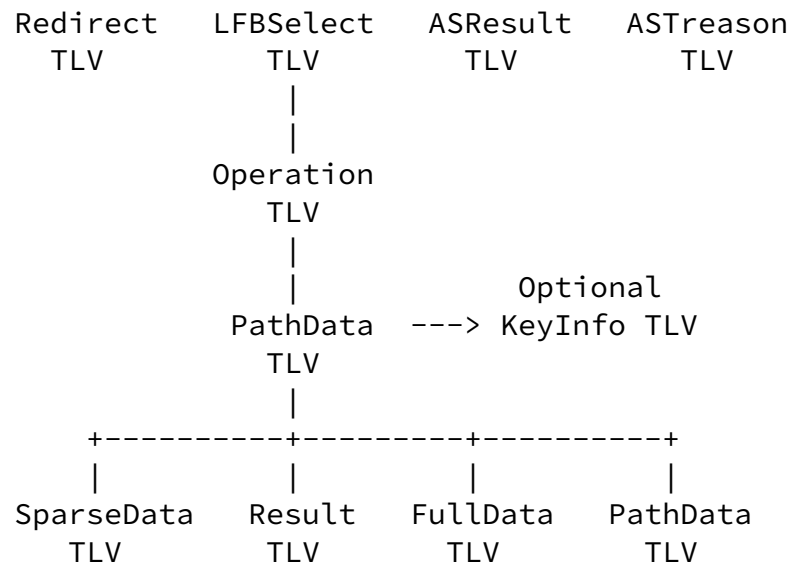 Redirect LFBSelect ASResult ASTreason
TLV TLV TLV TLV
|
|
Operation
TLV
|
| Optional
PathData ---> KeyInfo TLV
TLV
|
+----------+---------+----------+
| | | |
SparseData Result FullData PathData
TLV TLV TLV TLV